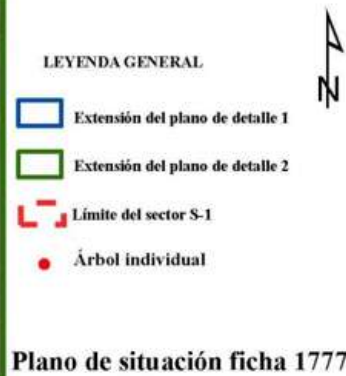 N
LEYENDA GENERAL
Extensión del plano de detalle 1
Extensión del plano de detalle 2
Límite del sector S-1
Árbol individual
Plano de situación ficha 1777